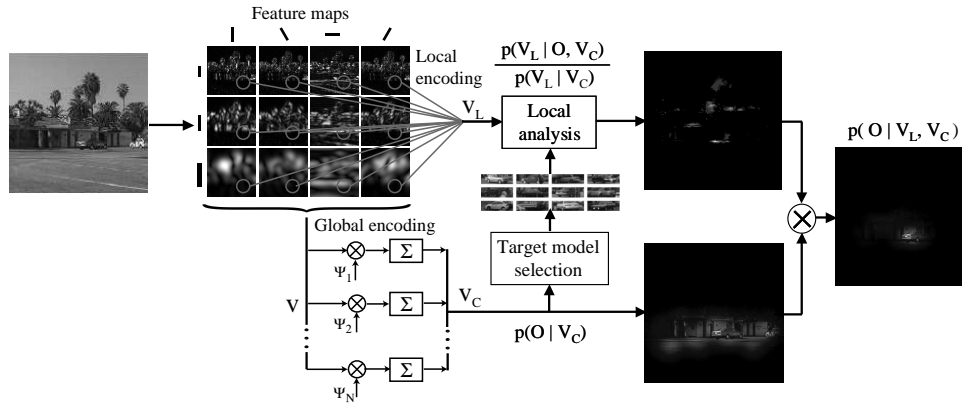 Feature maps
Local
encoding
p(V_L | O, V_C)
p(V_L | V_C)
V_L
Local
analysis
p( O | V_L, V_C )
Global encoding
Σ
Ψ_1
Target model
selection
V
Σ
Ψ_2
V_C
p(O | V_C)
Σ
Ψ_N